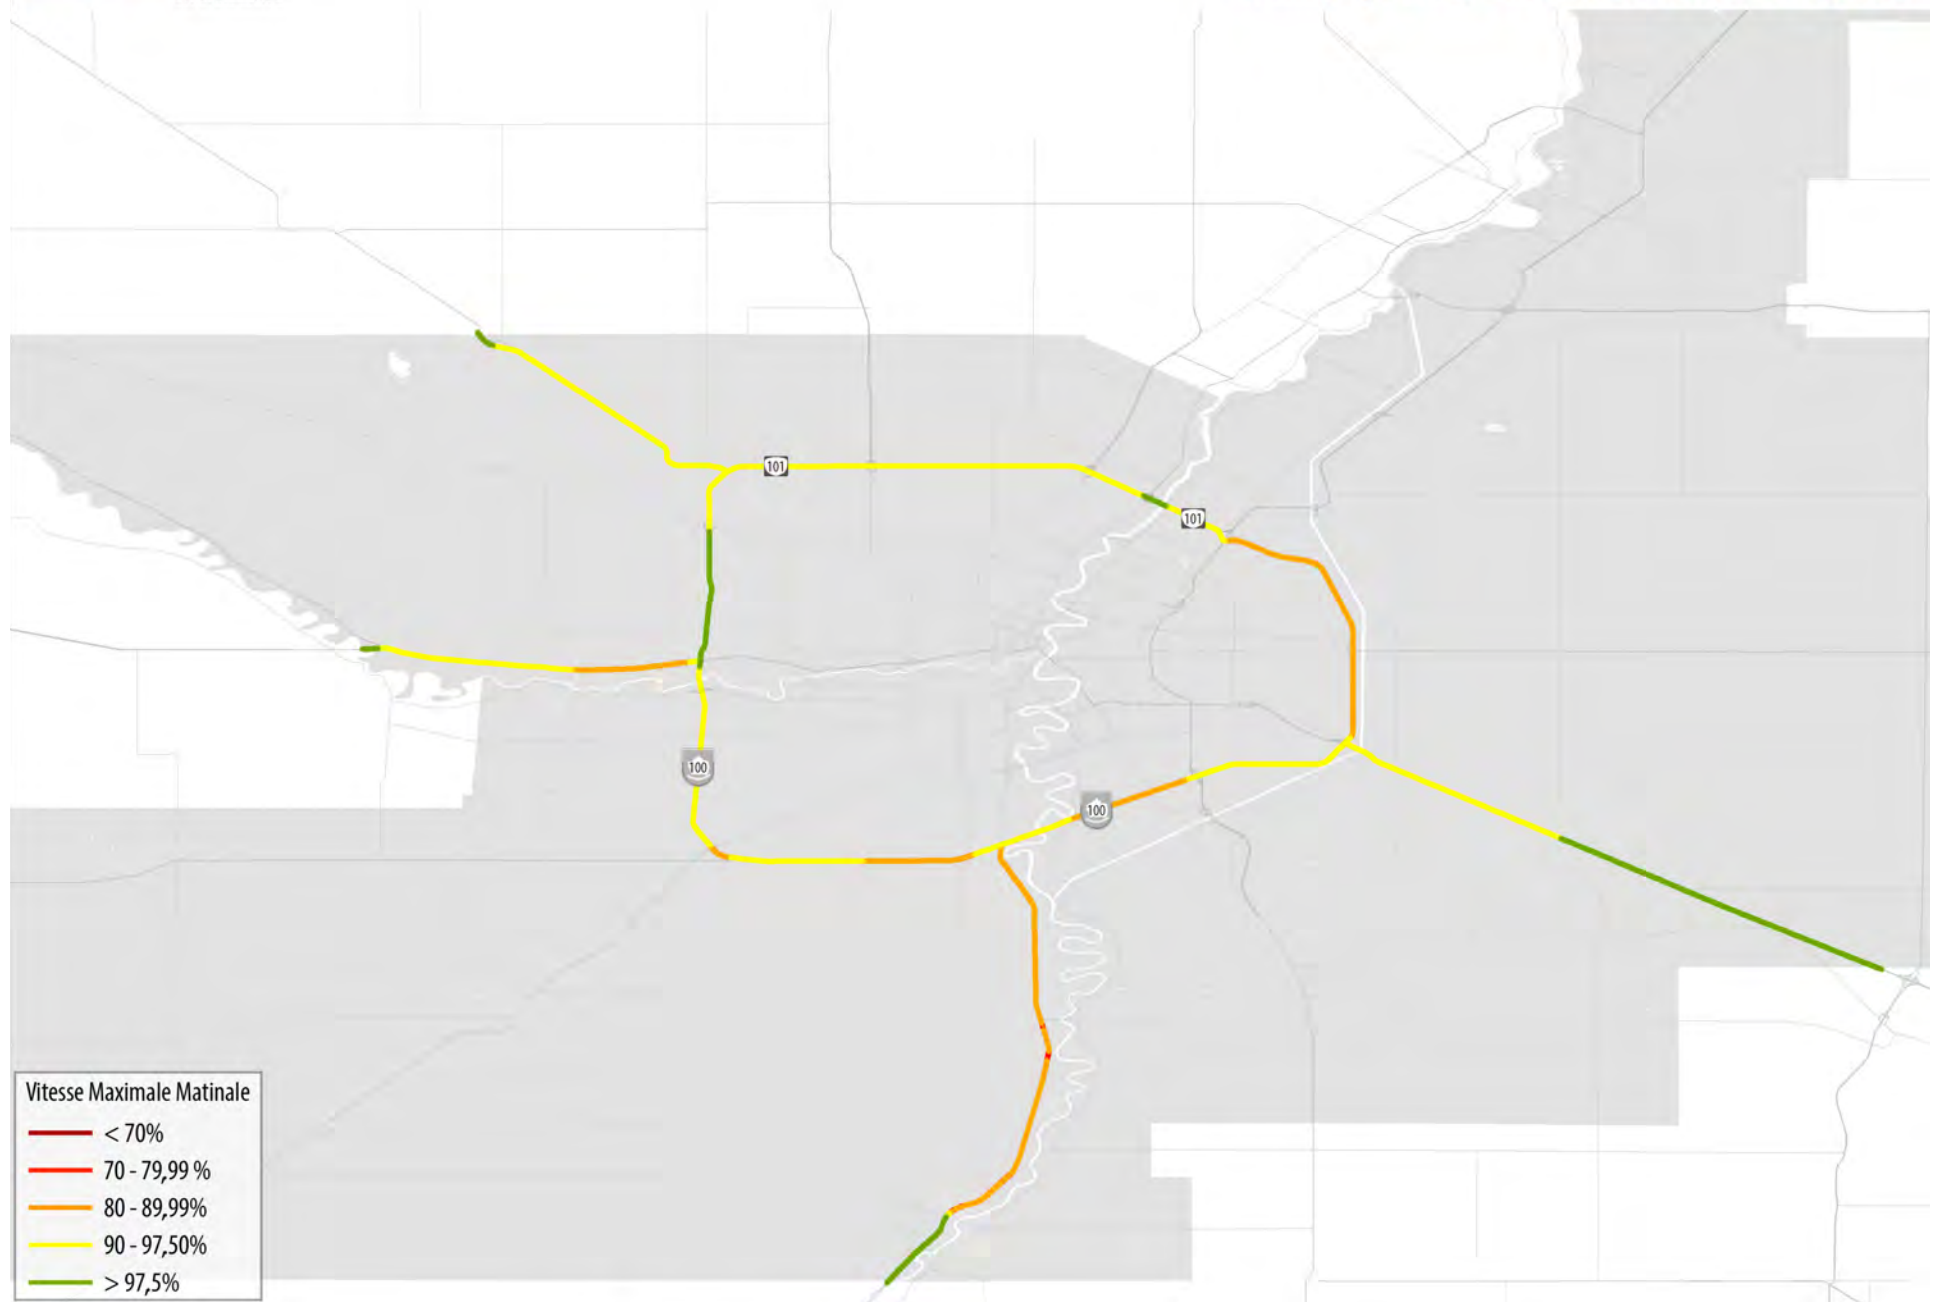 101
101
100
100
Vitesse Maximale Matinale
< 70%
70 - 79,99 %
80 - 89,99%
90 - 97,50%
> 97,5%